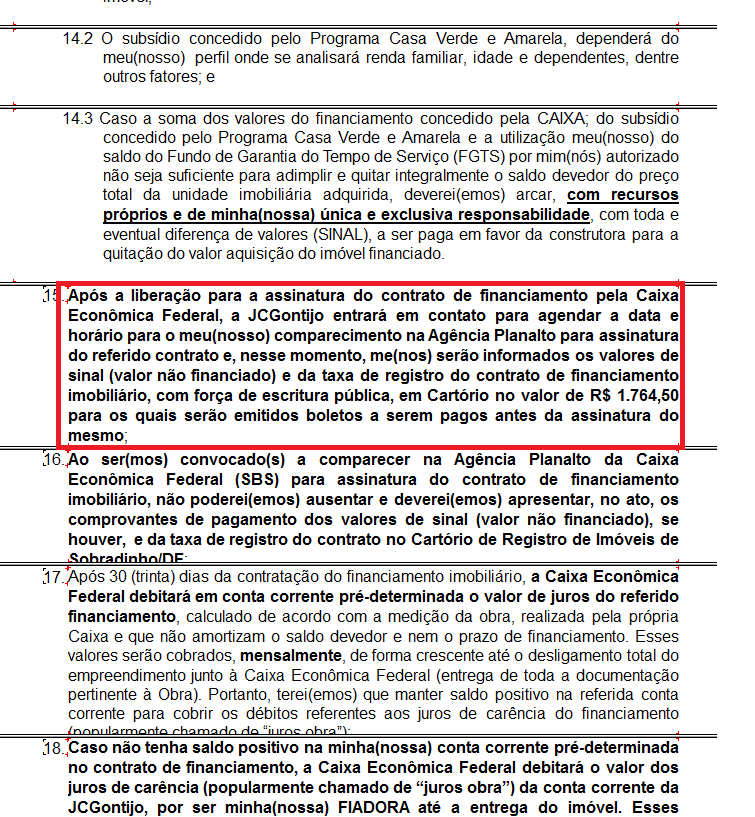 14.2 O subsídio concedido pelo Programa Casa Verde e Amarela, dependerá do
meu(nosso) perfil onde se analisará renda familiar, idade e dependentes, dentre
outros fatores; e
14.3 Caso a soma dos valores do financiamento concedido pela CAIXA; do subsídio
concedido pelo Programa Casa Verde e Amarela e a utilização meu(nosso) do
saldo do Fundo de Garantia do Tempo de Serviço (FGTS) por mim(nós) autorizado
não seja suficiente para adimplir e quitar integralmente o saldo devedor do preço
total da unidade imobiliária adquirida, deverei(emos) arcar, com recursos
próprios e de minha(nossa) única e exclusiva responsabilidade, com toda e
eventual diferença de valores (SINAL), a ser paga em favor da construtora para a
quitação do valor aquisição do imóvel financiado.
15. Após a liberação para a assinatura do contrato de financiamento pela Caixa
Econômica Federal, a JCGontijo entrará em contato para agendar a data e
horário para o meu(nosso) comparecimento na Agência Planalto para assinatura
do referido contrato e, nesse momento, me(nos) serão informados os valores de
sinal (valor não financiado) e da taxa de registro do contrato de financiamento
imobiliário, com força de escritura pública, em Cartório no valor de R$ 1.764,50
para os quais serão emitidos boletos a serem pagos antes da assinatura do
mesmo;
16. Ao ser(mos) convocado(s) a comparecer na Agência Planalto da Caixa
Econômica Federal (SBS) para assinatura do contrato de financiamento
imobiliário, não poderei(emos) ausentar e deverei(emos) apresentar, no ato, os
comprovantes de pagamento dos valores de sinal (valor não financiado), se
houver, e da taxa de registro do contrato no Cartório de Registro de Imóveis de
Sobradinho/DF;
17. Após 30 (trinta) dias da contratação do financiamento imobiliário, a Caixa Econômica
Federal debitará em conta corrente pré-determinada o valor de juros do referido
financiamento, calculado de acordo com a medição da obra, realizada pela própria
Caixa e que não amortizam o saldo devedor e nem o prazo de financiamento. Esses
valores serão cobrados, mensalmente, de forma crescente até o desligamento total do
empreendimento junto à Caixa Econômica Federal (entrega de toda a documentação
pertinente à Obra). Portanto, terei(emos) que manter saldo positivo na referida conta
corrente para cobrir os débitos referentes aos juros de carência do financiamento
(popularmente chamado de "juros obra");
18. Caso não tenha saldo positivo na minha(nossa) conta corrente pré-determinada
no contrato de financiamento, a Caixa Econômica Federal debitará o valor dos
juros de carência (popularmente chamado de “juros obra”) da conta corrente da
JCGontijo, por ser minha(nossa) FIADORA até a entrega do imóvel. Esses